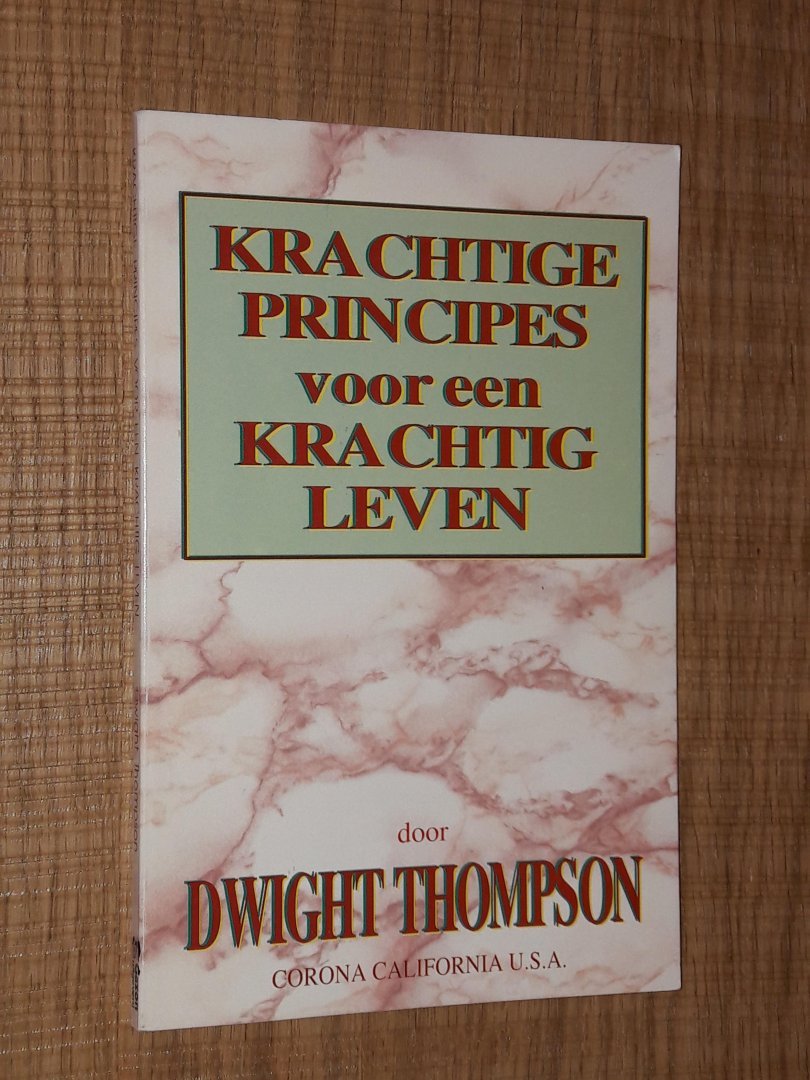 KRACHTIGE
PRINCIPES
voor een
KRACHTIG
LEVEN
door
DWIGHT THOMPSON
CORONA CALIFORNIA U.S.A.